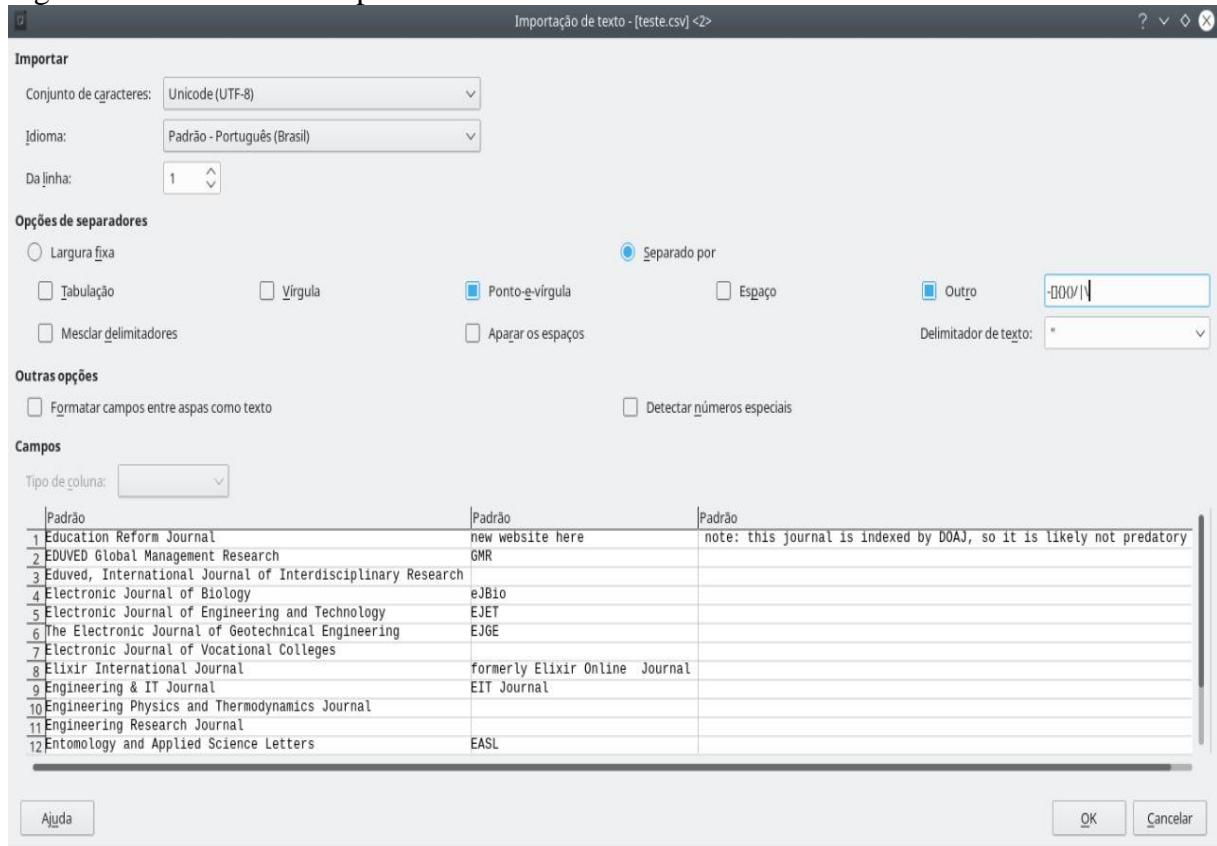 Importação de texto - [teste.csv] <2>
Importar
Conjunto de caracteres: Unicode (UTF-8)
Idioma: Padrão - Português (Brasil)
Da linha: 1
Opções de separadores
Largura fixa Separado por
Tabulação Vírgula Ponto-e-vírgula Espaço Outro -[]{}()/|\
Mesclar delimitadores Aparar os espaços Delimitador de texto: "
Outras opções
Formatar campos entre aspas como texto Detectar números especiais
Campos
Tipo de coluna:
Padrão Padrão Padrão
1 Education Reform Journal new website here note: this journal is indexed by DOAJ, so it is likely not predatory
2 EDUVED Global Management Research GMR
3 Eduved, International Journal of Interdisciplinary Research
4 Electronic Journal of Biology eJBio
5 Electronic Journal of Engineering and Technology EJET
6 The Electronic Journal of Geotechnical Engineering EJGE
7 Electronic Journal of Vocational Colleges
8 Elixir International Journal formerly Elixir Online Journal
9 Engineering & IT Journal EIT Journal
10 Engineering Physics and Thermodynamics Journal
11 Engineering Research Journal
12 Entomology and Applied Science Letters EASL
Ajuda OK Cancelar